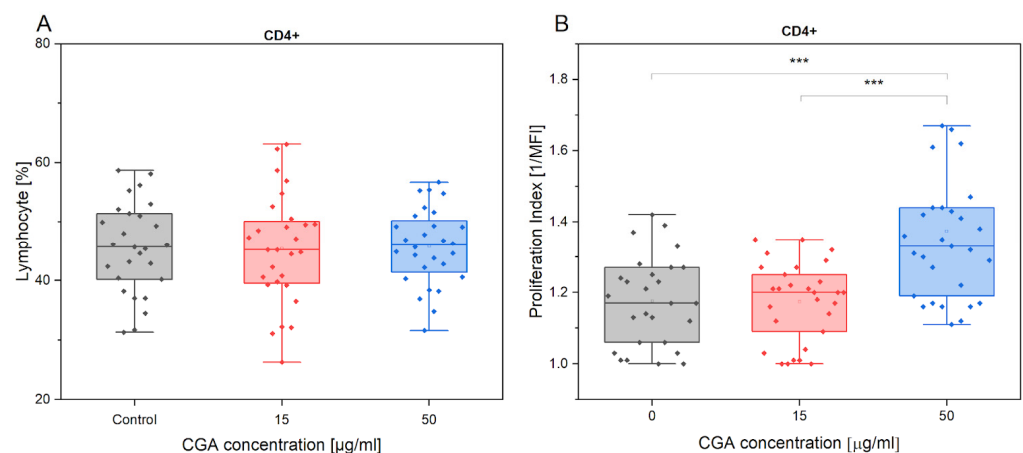 A
CD4+
Lymphocyte [%]
80
60
40
20
Control
15
50
CGA concentration [µg/ml]
B
CD4+
***
***
Proliferation Index [1/MFI]
1.8
1.6
1.4
1.2
1.0
0
15
50
CGA concentration [µg/ml]